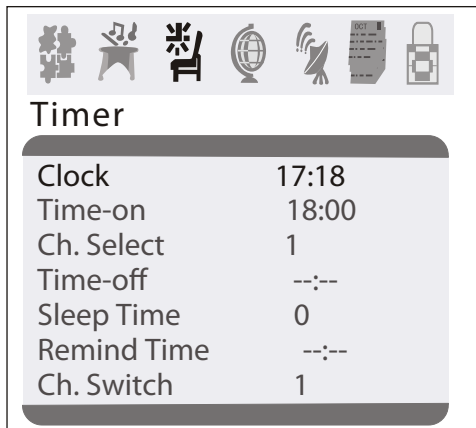 OCT
Timer
Clock 17:18
Time-on 18:00
Ch. Select 1
Time-off --:--
Sleep Time 0
Remind Time --:--
Ch. Switch 1